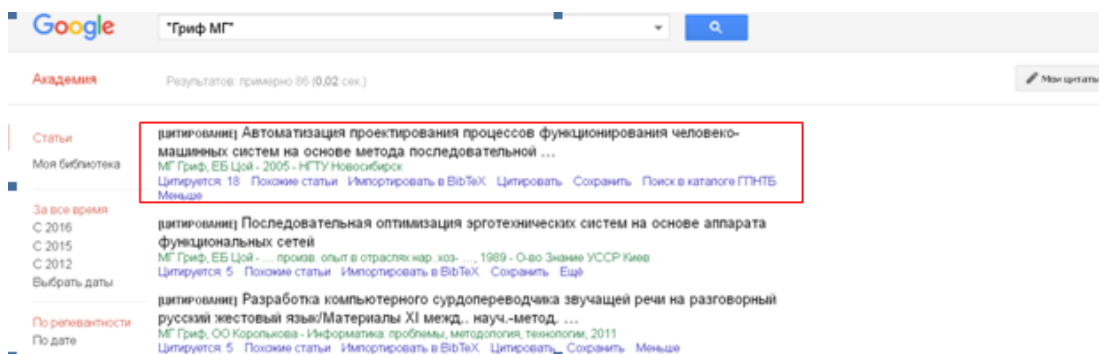 Google
"Гриф МГ"
Академия
Результатов: примерно 86 (0,02 сек.)
Мои цитаты
Статьи
Моя библиотека
За все время
С 2016
С 2015
С 2012
Выбрать даты
По релевантности
По дате
[ЦИТИРОВАНИЕ] Автоматизация проектирования процессов функционирования человеко-
машинных систем на основе метода последовательной ...
МГ Гриф, ЕБ Цой - 2005 - НГТУ Новосибирск
Цитируется: 18 Похожие статьи Импортировать в BibTeX Цитировать Сохранить Поиск в каталоге ГПНТБ
Меньше
[ЦИТИРОВАНИЕ] Последовательная оптимизация эрготехнических систем на основе аппарата
функциональных сетей
МГ Гриф, ЕБ Цой - ... произв. опыт в отраслях нар. хоз- ..., 1989 - О-во Знание УССР Киев
Цитируется: 5 Похожие статьи Импортировать в BibTeX Сохранить Ещё
[ЦИТИРОВАНИЕ] Разработка компьютерного сурдопереводчика звучащей речи на разговорный
русский жестовый язык/Материалы XI межд.. науч.-метод. ...
МГ Гриф, ОО Королькова - Информатика: проблемы, методология, технологии, 2011
Цитируется: 5 Похожие статьи Импортировать в BibTeX Цитировать Сохранить Меньше